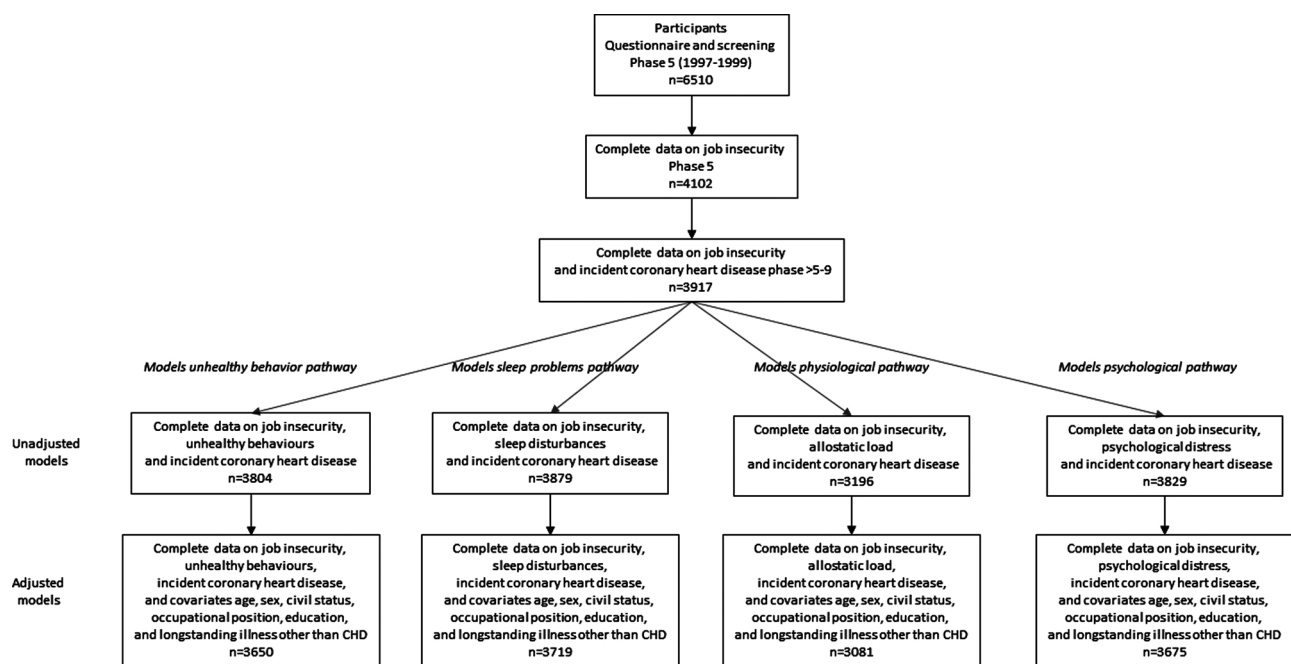 Participants
Questionnaire and screening
Phase 5 (1997-1999)
n=6510
Complete data on job insecurity
Phase 5
n=4102
Complete data on job insecurity
and incident coronary heart disease phase >5-9
n=3917
Models unhealthy behavior pathway
Models sleep problems pathway
Models physiological pathway
Models psychological pathway
Unadjusted
models
Complete data on job insecurity,
unhealthy behaviours
and incident coronary heart disease
n=3804
Complete data on job insecurity,
sleep disturbances
and incident coronary heart disease
n=3879
Complete data on job insecurity,
allostatic load
and incident coronary heart disease
n=3196
Complete data on job insecurity,
psychological distress
and incident coronary heart disease
n=3829
Adjusted
models
Complete data on job insecurity,
unhealthy behaviours,
incident coronary heart disease,
and covariates age, sex, civil status,
occupational position, education,
and longstanding illness other than CHD
n=3650
Complete data on job insecurity,
sleep disturbances,
incident coronary heart disease,
and covariates age, sex, civil status,
occupational position, education,
and longstanding illness other than CHD
n=3719
Complete data on job insecurity,
allostatic load,
incident coronary heart disease,
and covariates age, sex, civil status,
occupational position, education,
and longstanding illness other than CHD
n=3081
Complete data on job insecurity,
psychological distress,
incident coronary heart disease,
and covariates age, sex, civil status,
occupational position, education,
and longstanding illness other than CHD
n=3675